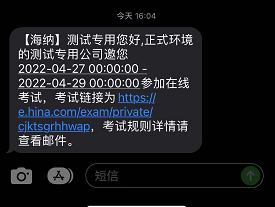 今天 16:04
【海纳】测试专用您好,正式环境
的测试专用公司邀您
2022-04-27 00:00:00 -
2022-04-29 00:00:00参加在线
考试，考试链接为https://
e.hina.com/exam/private/
cjktsgrhhwap，考试规则详情请
查看邮件。
短信